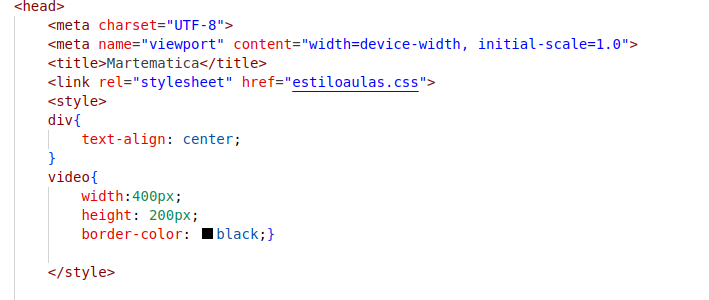 <head>
<meta charset="UTF-8">
<meta name="viewport" content="width=device-width, initial-scale=1.0">
<title>Martematica</title>
<link rel="stylesheet" href="estiloaulas.css">
<style>
div{
text-align: center;
}
video{
width:400px;
height: 200px;
border-color: black;}
</style>